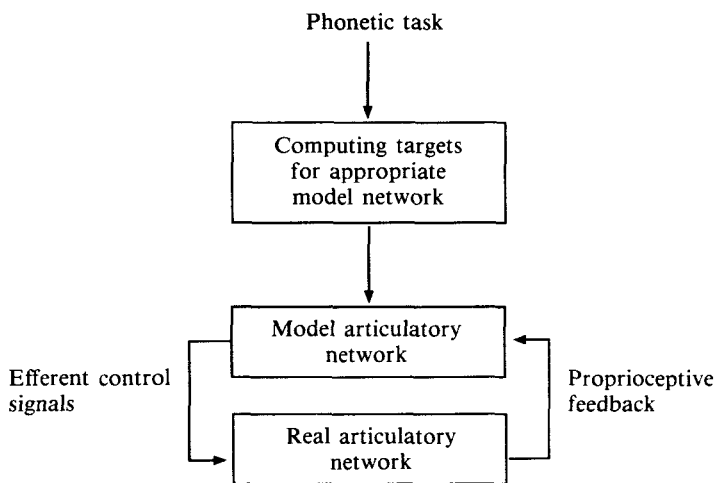 Phonetic task
Computing targets
for appropriate
model network
Model articulatory
network
Efferent control
signals
Proprioceptive
feedback
Real articulatory
network